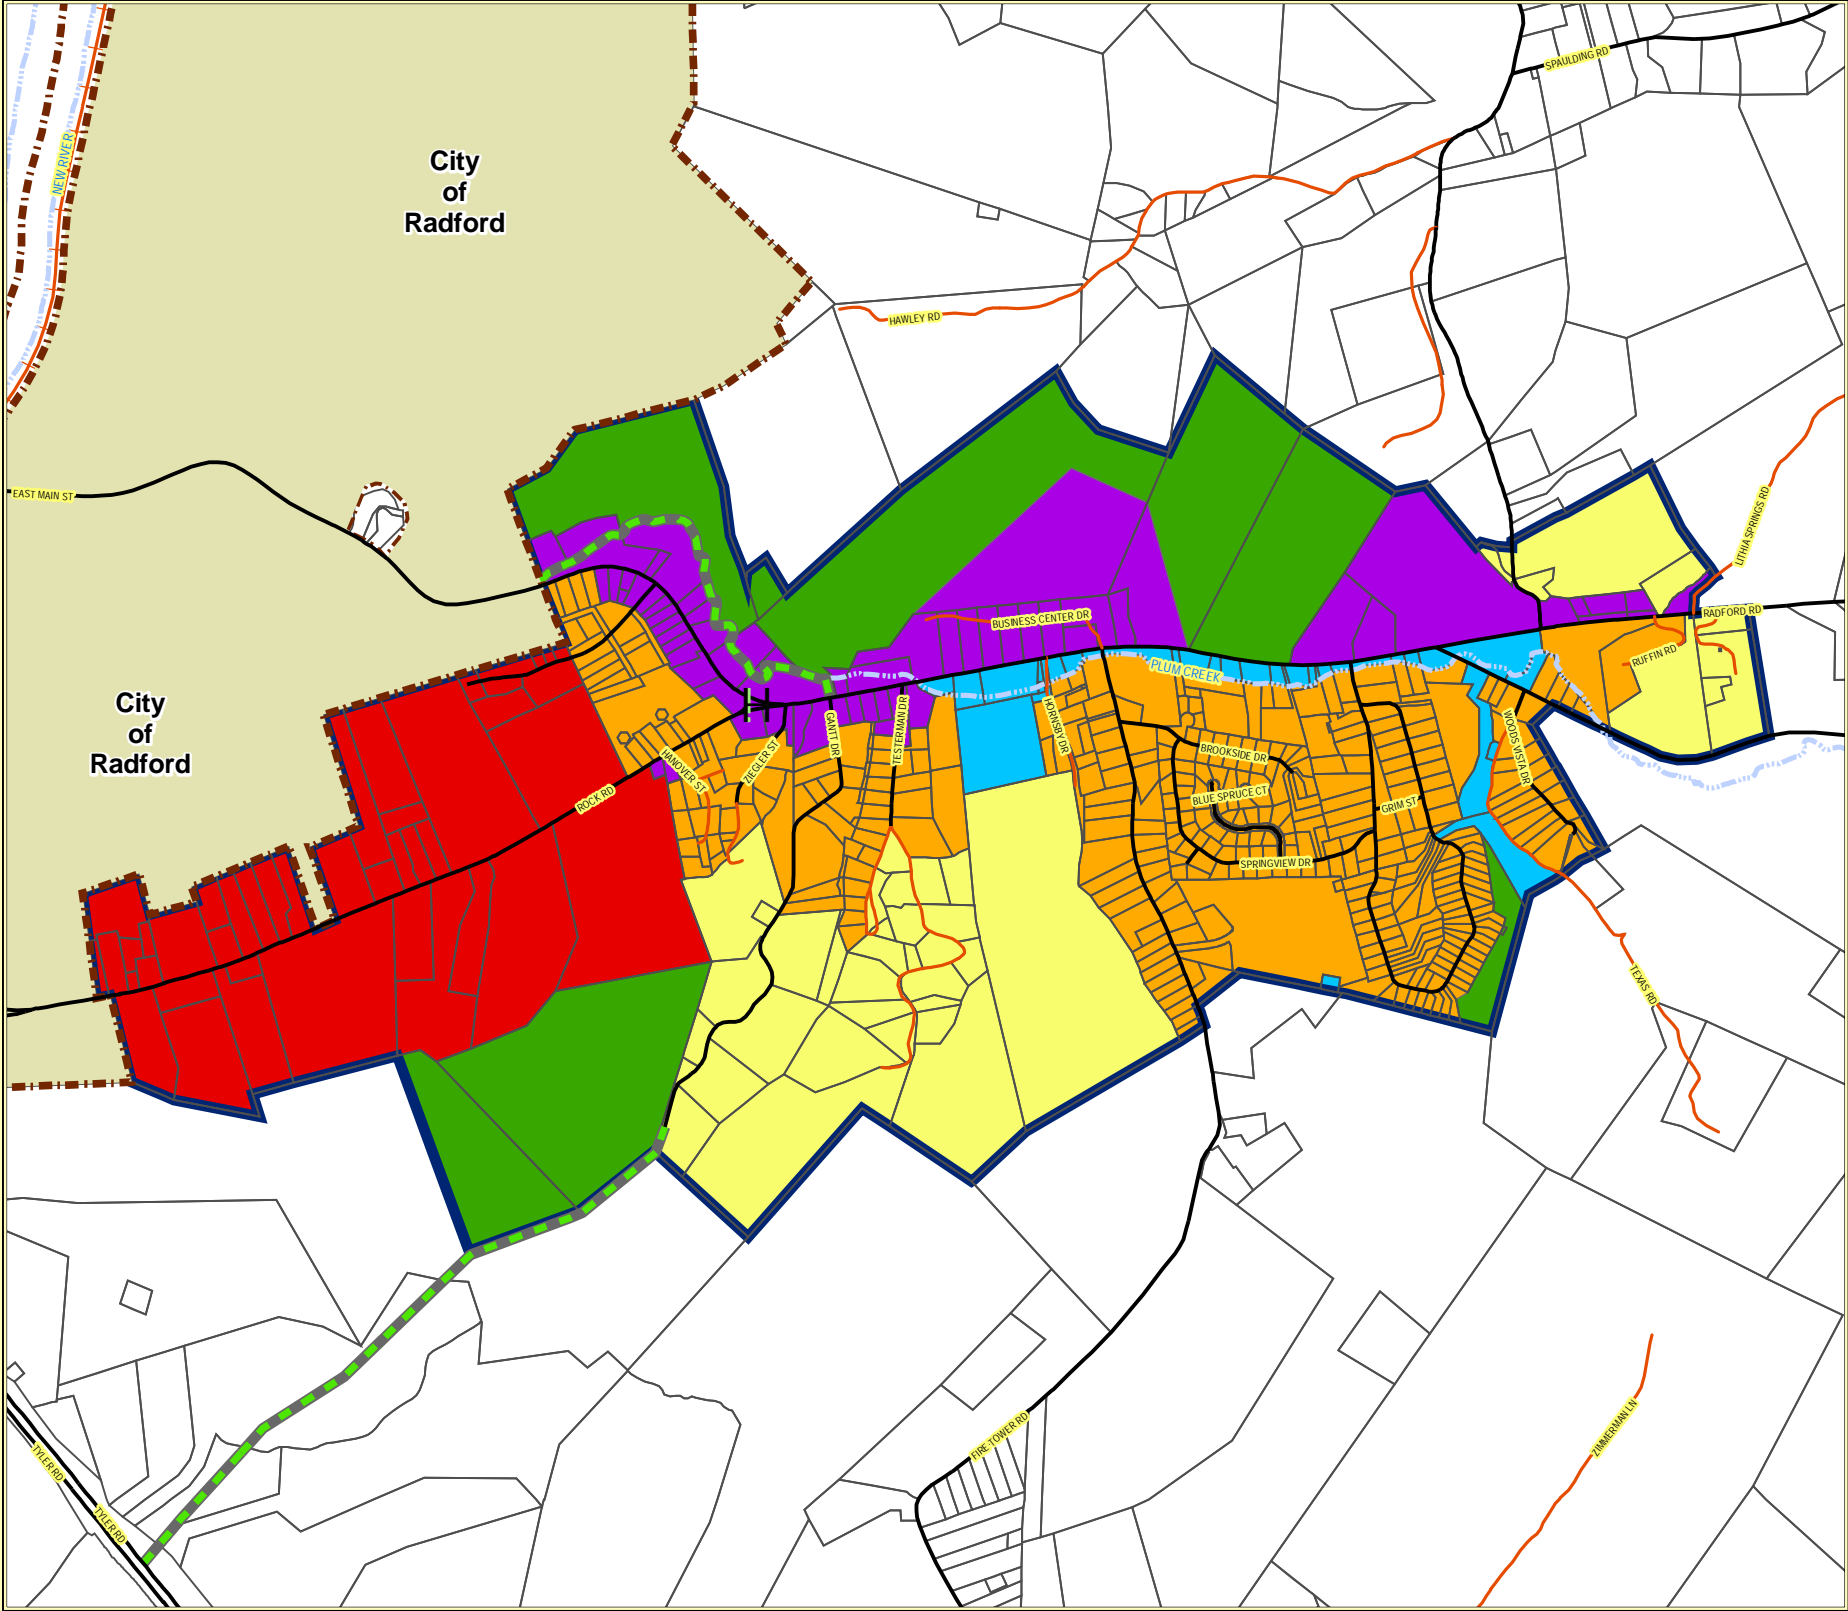 SPAULDING RD
City
of
Radford
NEW RIVER
HAWLEY RD
EAST MAIN ST
LITHIA SPRINGS RD
RADFORD RD
BUSINESS CENTER DR
RUFFIN RD
PLUM CREEK
City
of
Radford
GANTT DR
TESTERMAN DR
HORNSBY DR
WOODS VISTA DR
BROOKSIDE DR
ZIEGLER ST
HANOVER ST
BLUE SPRUCE CT
ROCK RD
GRIM ST
SPRINGVIEW DR
TEXAS RD
FIRE TOWER RD
ZIMMERMAN LN
TYLER RD
TYLER RD